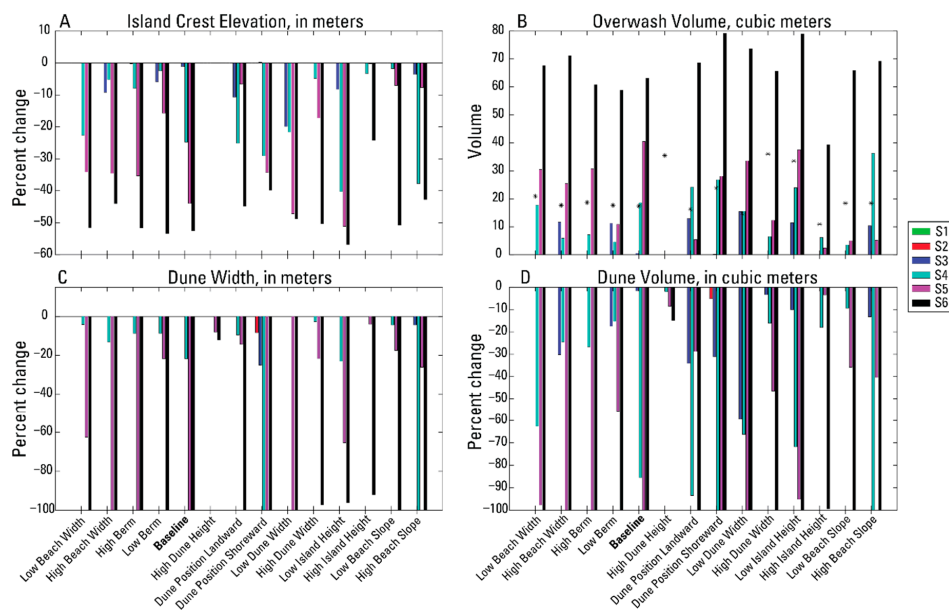 A Island Crest Elevation, in meters
10
0
-10
-20
-30
-40
-50
-60
Percent change
B Overwash Volume, cubic meters
80
70
60
50
40
30
20
10
0
Volume
C Dune Width, in meters
0
-20
-40
-60
-80
-100
Percent change
Low Beach Width
High Beach Width
High Berm
Low Berm
Baseline
High Dune Height
Dune Position Landward
Dune Position Shoreward
Low Dune Width
High Dune Width
Low Island Height
High Island Height
Low Beach Slope
High Beach Slope
D Dune Volume, in cubic meters
0
-10
-20
-30
-40
-50
-60
-70
-80
-90
-100
Percent change
Low Beach Width
High Beach Width
High Berm
Low Berm
Baseline
High Dune Height
Dune Position Landward
Dune Position Shoreward
Low Dune Width
High Dune Width
High Island Height
High Island Height
Low Beach Slope
High Beach Slope
S1
S2
S3
S4
S5
S6